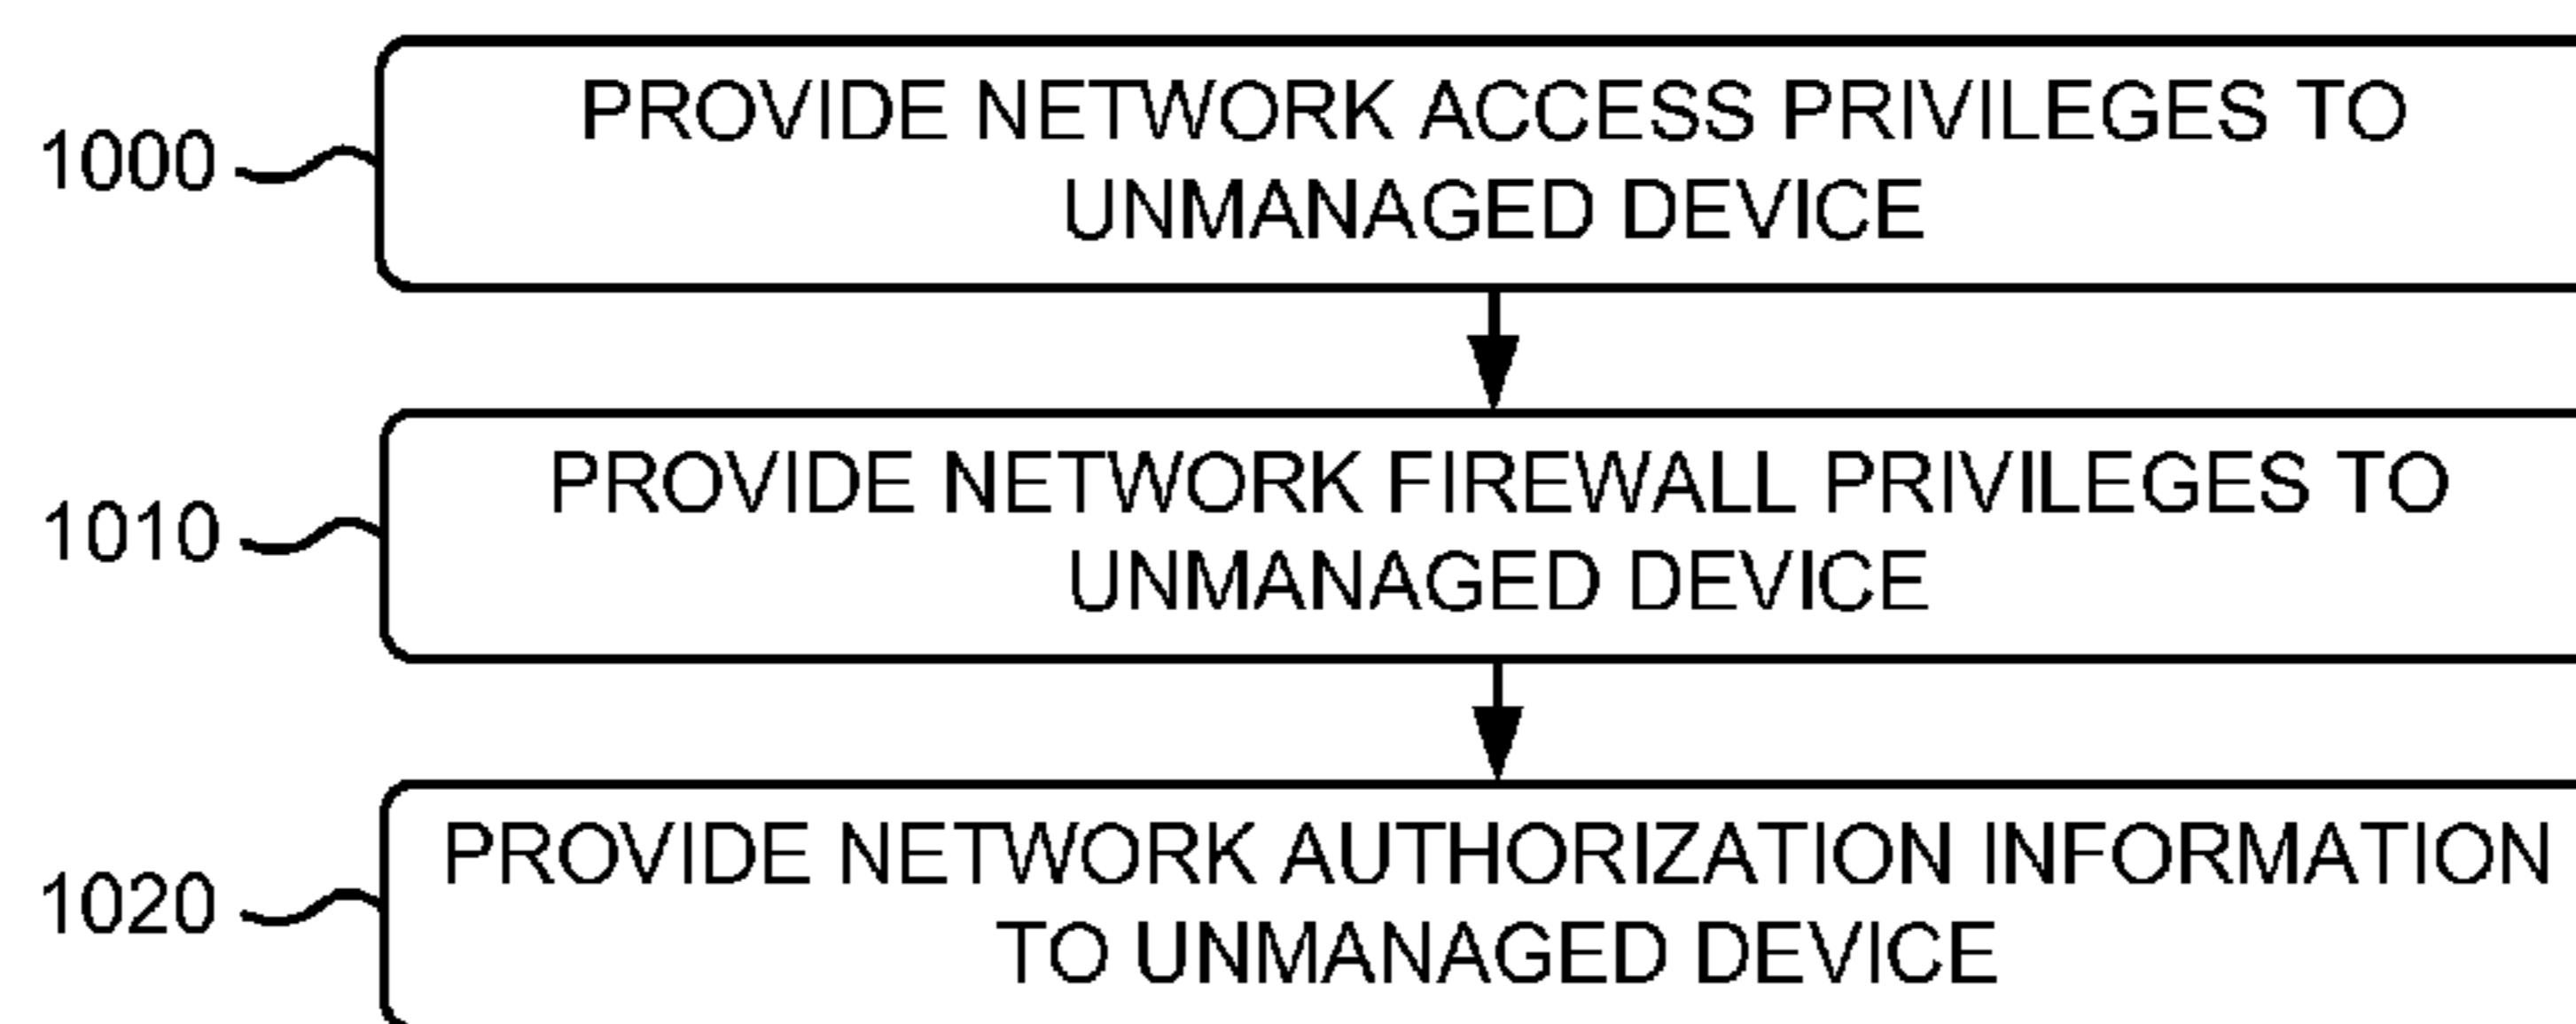 1000
PROVIDE NETWORK ACCESS PRIVILEGES TO
UNMANAGED DEVICE
1010
PROVIDE NETWORK FIREWALL PRIVILEGES TO
UNMANAGED DEVICE
1020
PROVIDE NETWORK AUTHORIZATION INFORMATION
TO UNMANAGED DEVICE